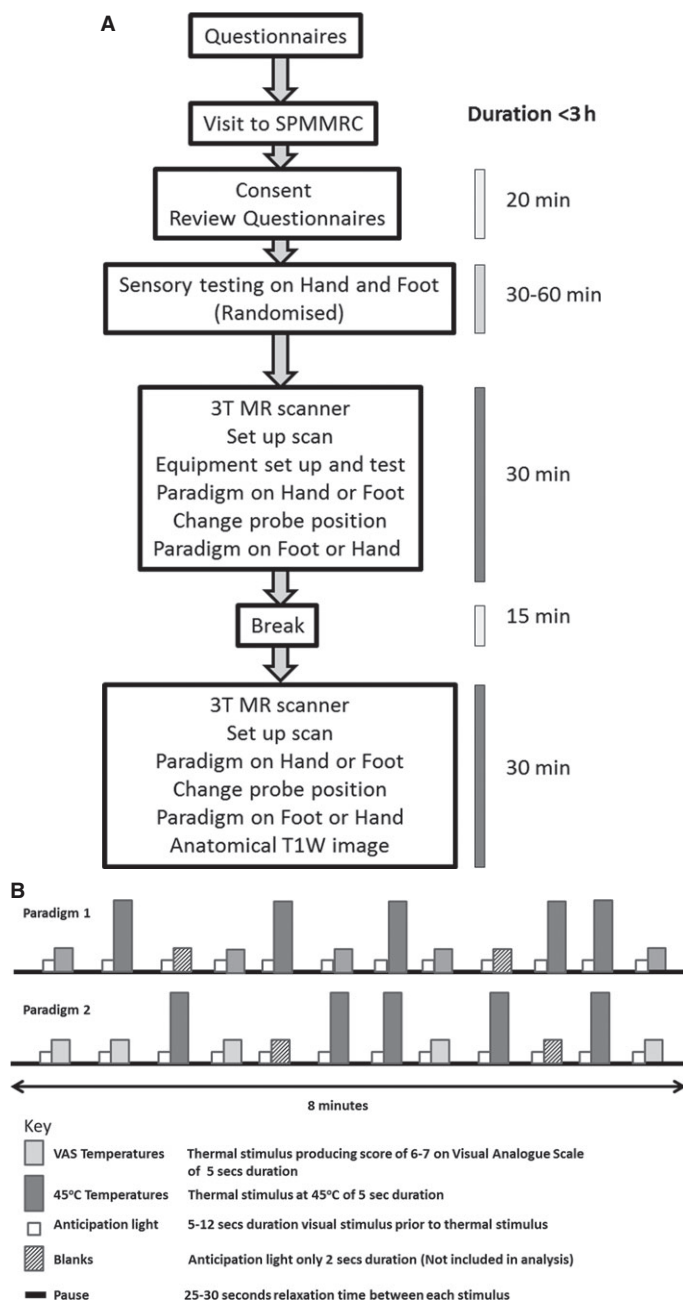 A
Questionnaires
Visit to SPMMRC
Duration <3 h
Consent
Review Questionnaires
20 min
Sensory testing on Hand and Foot
(Randomised)
30-60 min
3T MR scanner
Set up scan
Equipment set up and test
Paradigm on Hand or Foot
Change probe position
Paradigm on Foot or Hand
30 min
Break
15 min
3T MR scanner
Set up scan
Paradigm on Hand or Foot
Change probe position
Paradigm on Foot or Hand
Anatomical T1W image
30 min
B
Paradigm 1
Paradigm 2
8 minutes
Key
VAS Temperatures Thermal stimulus producing score of 6-7 on Visual Analogue Scale
of 5 secs duration
45°C Temperatures Thermal stimulus at 45°C of 5 sec duration
Anticipation light 5-12 secs duration visual stimulus prior to thermal stimulus
Blanks Anticipation light only 2 secs duration (Not included in analysis)
Pause 25-30 seconds relaxation time between each stimulus